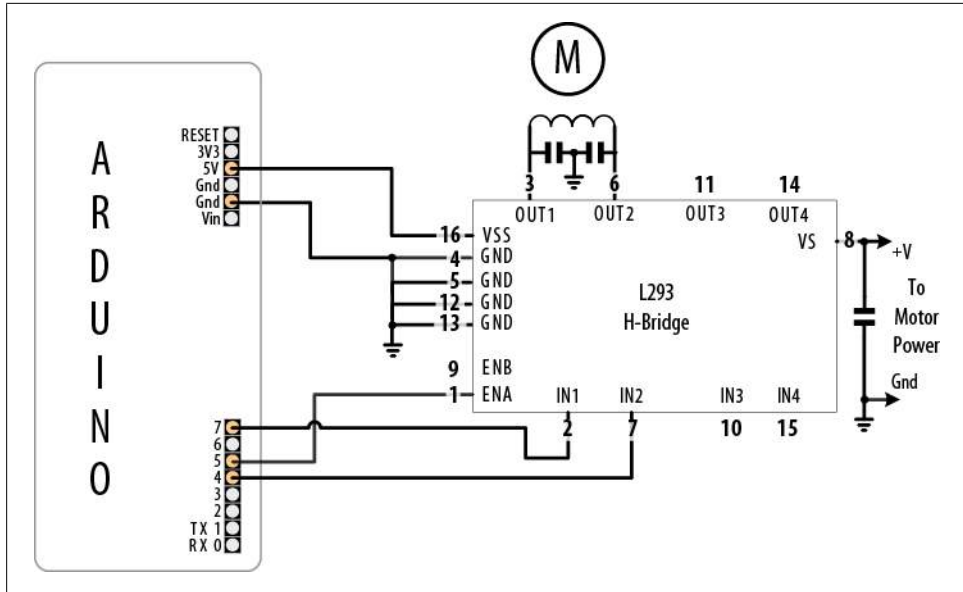 M
ARDUINO
RESET
3V3
5V
Gnd
Gnd
Vin
3
6
11
14
OUT1
OUT2
OUT3
OUT4
16
VSS
VS
8
+V
4
GND
5
GND
12
GND
13
GND
L293
H-Bridge
To
Motor
Power
Gnd
9
ENB
1
ENA
IN1
IN2
IN3
IN4
2
7
10
15
7
6
5
4
3
2
TX 1
RX 0